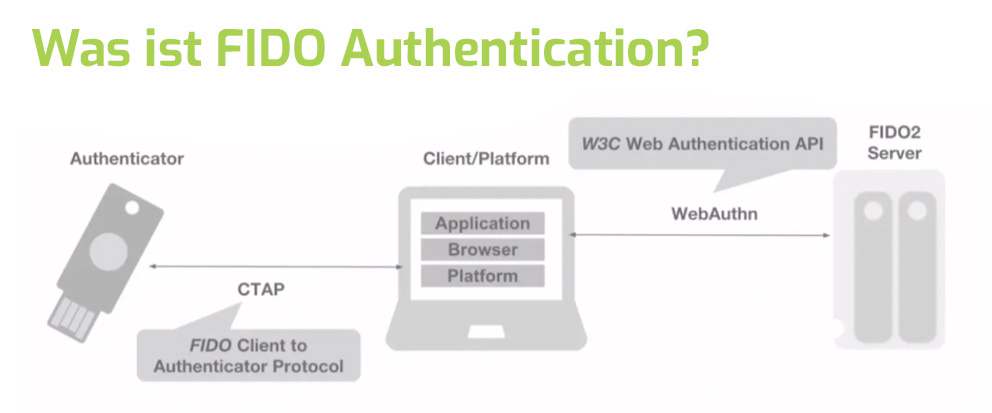 Was ist FIDO Authentication?
Authenticator
Client/Platform
W3C Web Authentication API
FIDO2
Server
Application
Browser
Platform
WebAuthn
CTAP
FIDO Client to
Authenticator Protocol